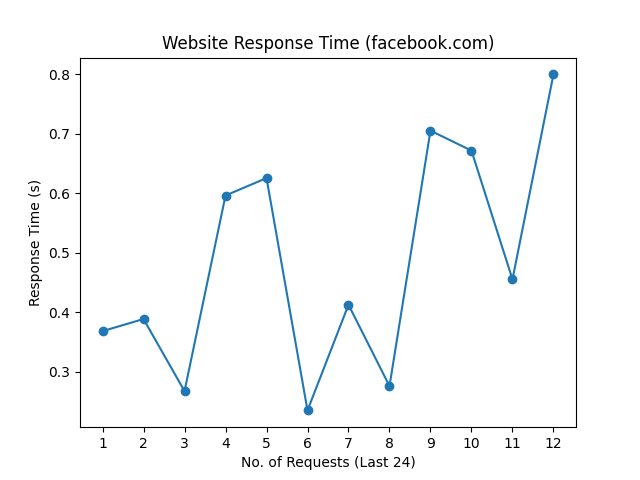 Website Response Time (facebook.com)
Response Time (s)
0.8
0.7
0.6
0.5
0.4
0.3
1 2 3 4 5 6 7 8 9 10 11 12
No. of Requests (Last 24)